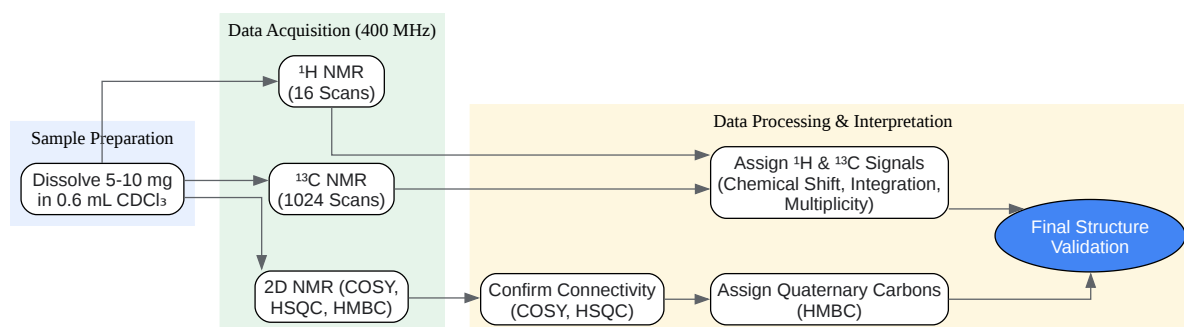 Data Acquisition (400 MHz)
¹H NMR
(16 Scans)
Sample Preparation
Dissolve 5-10 mg
in 0.6 mL CDCl₃
¹³C NMR
(1024 Scans)
2D NMR (COSY,
HSQC, HMBC)
Data Processing & Interpretation
Assign ¹H & ¹³C Signals
(Chemical Shift, Integration,
Multiplicity)
Confirm Connectivity
(COSY, HSQC)
Assign Quaternary Carbons
(HMBC)
Final Structure
Validation